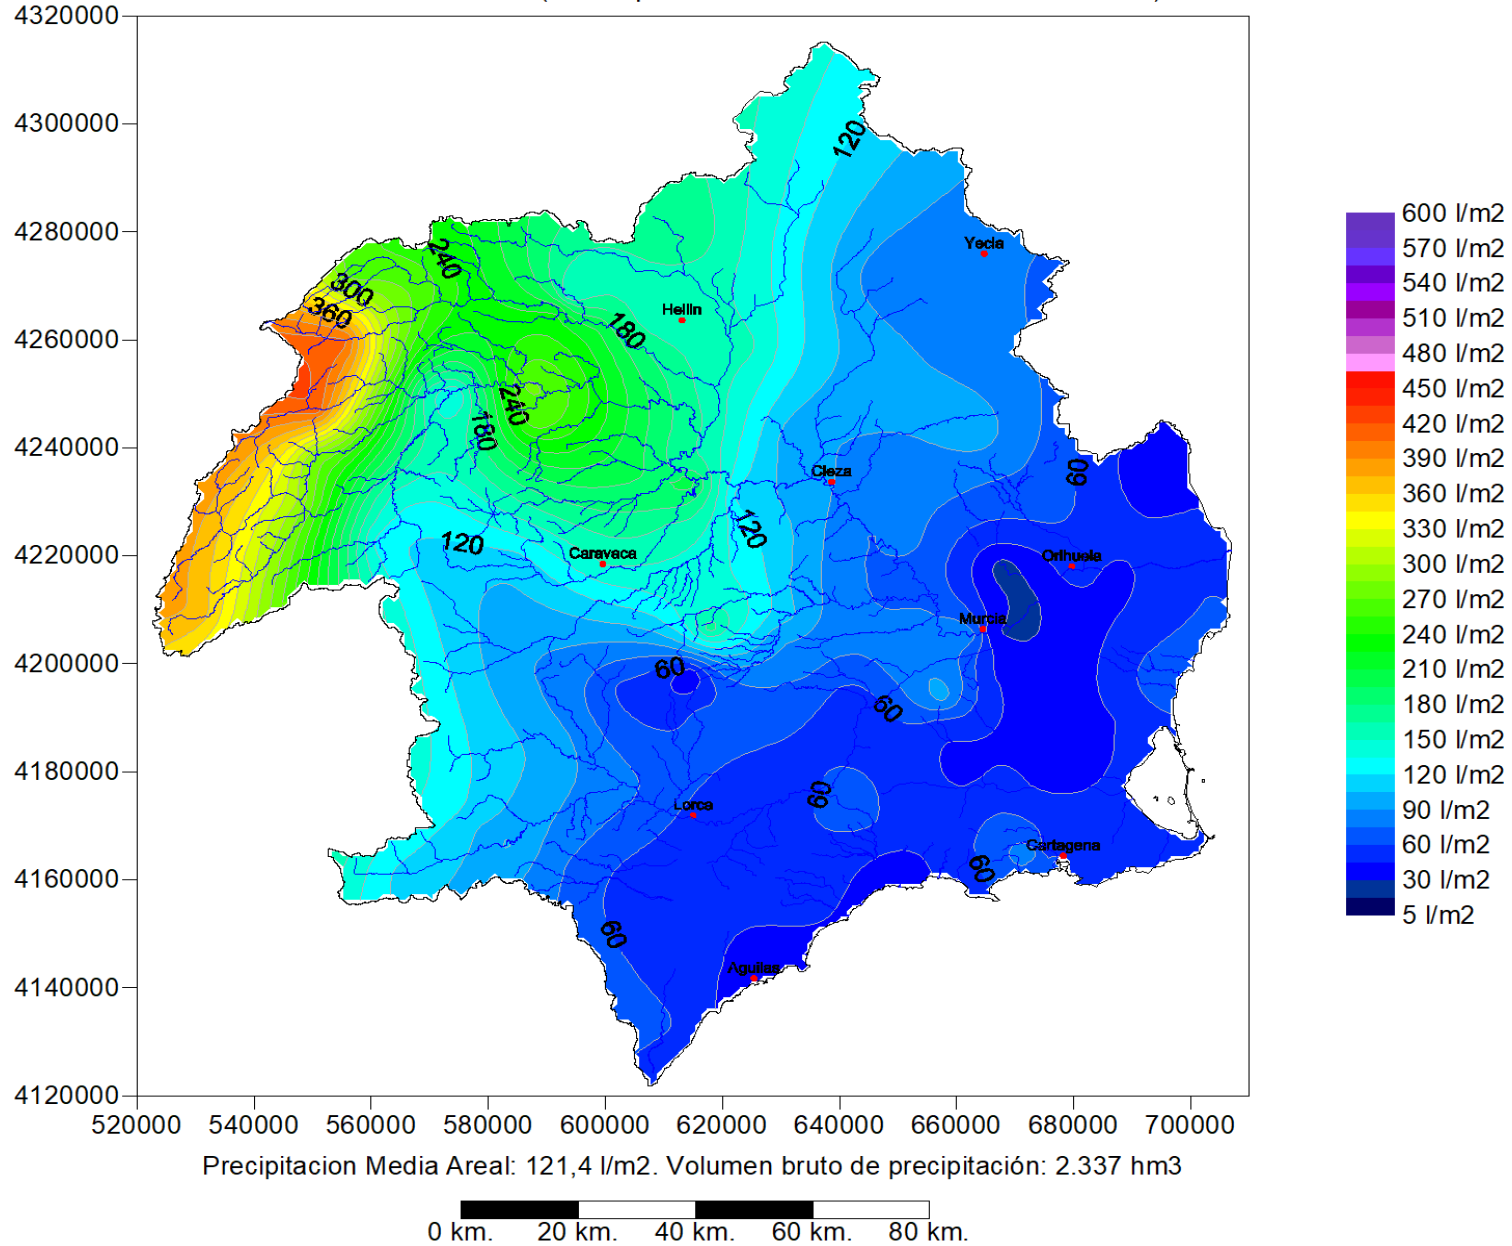 4320000
4300000
4280000
4260000
4240000
4220000
4200000
4180000
4160000
4140000
4120000
520000 540000 560000 580000 600000 620000 640000 660000 680000 700000
120
Yecla
240
300
360
Hellin
180
240
180
Cieza
60
120
120
Caravaca
Orihuela
Murcia
60
60
60
Lorca
Cartagena
60
60
Aguilas
600 l/m2
570 l/m2
540 l/m2
510 l/m2
480 l/m2
450 l/m2
420 l/m2
390 l/m2
360 l/m2
330 l/m2
300 l/m2
270 l/m2
240 l/m2
210 l/m2
180 l/m2
150 l/m2
120 l/m2
90 l/m2
60 l/m2
30 l/m2
5 l/m2
Precipitacion Media Areal: 121,4 l/m2. Volumen bruto de precipitación: 2.337 hm3
0 km. 20 km. 40 km. 60 km. 80 km.